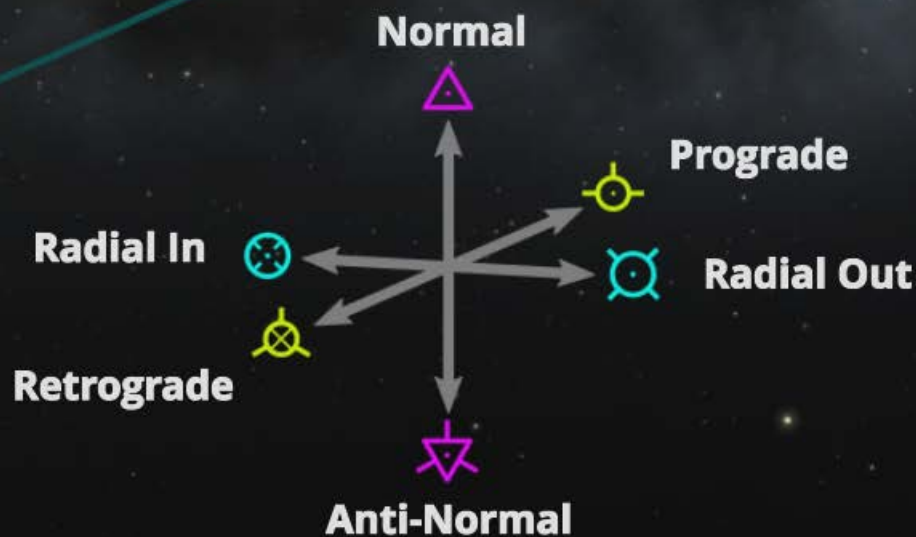 Normal
Prograde
Radial In
Radial Out
Retrograde
Anti-Normal